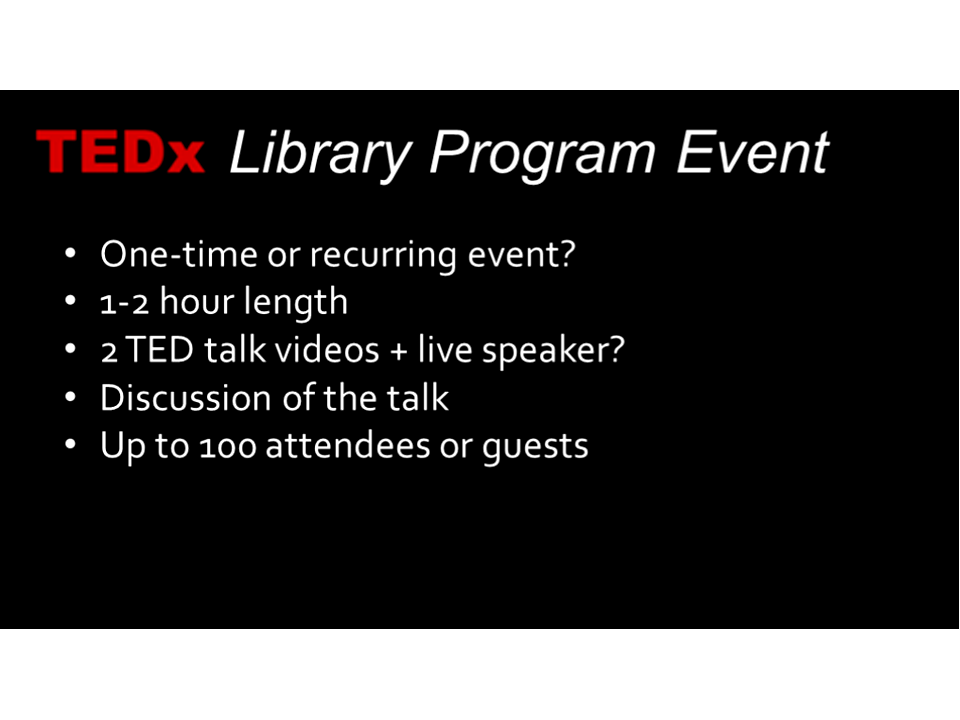 TEDx Library Program Event
• One-time or recurring event?
• 1-2 hour length
• 2 TED talk videos + live speaker?
• Discussion of the talk
• Up to 100 attendees or guests